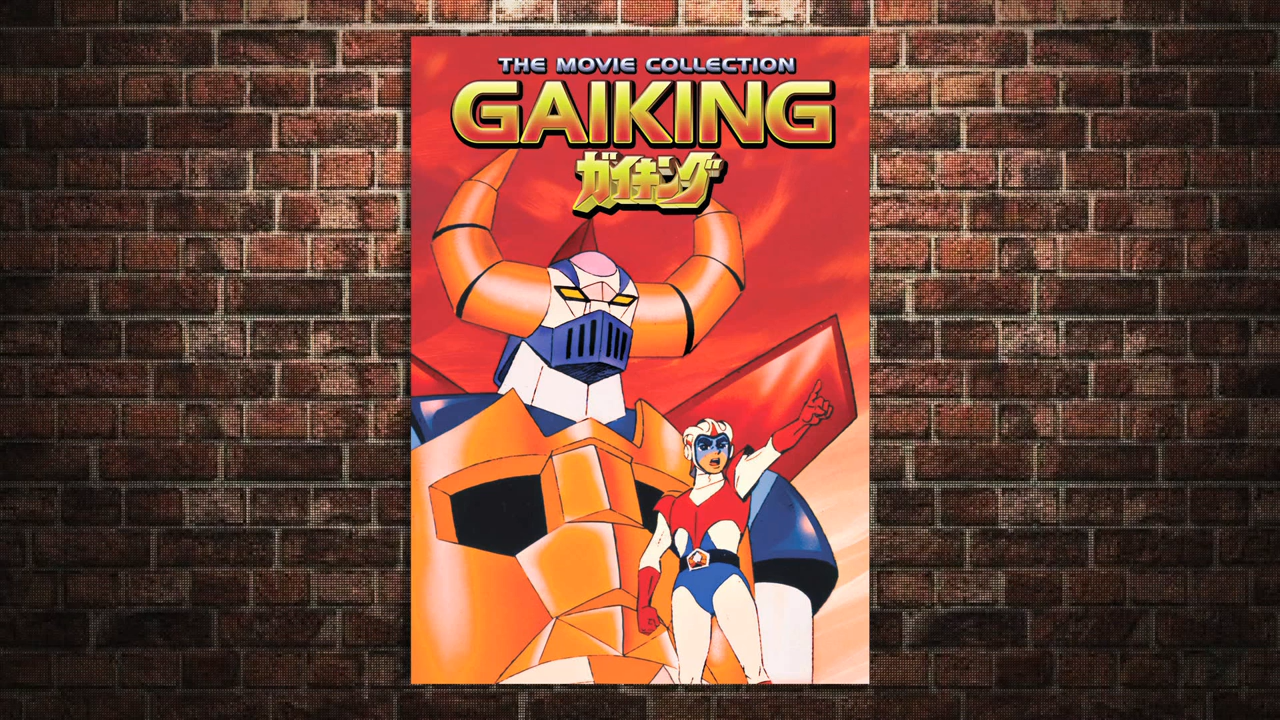 THE MOVIE COLLECTION
GAIKING
ガイキング